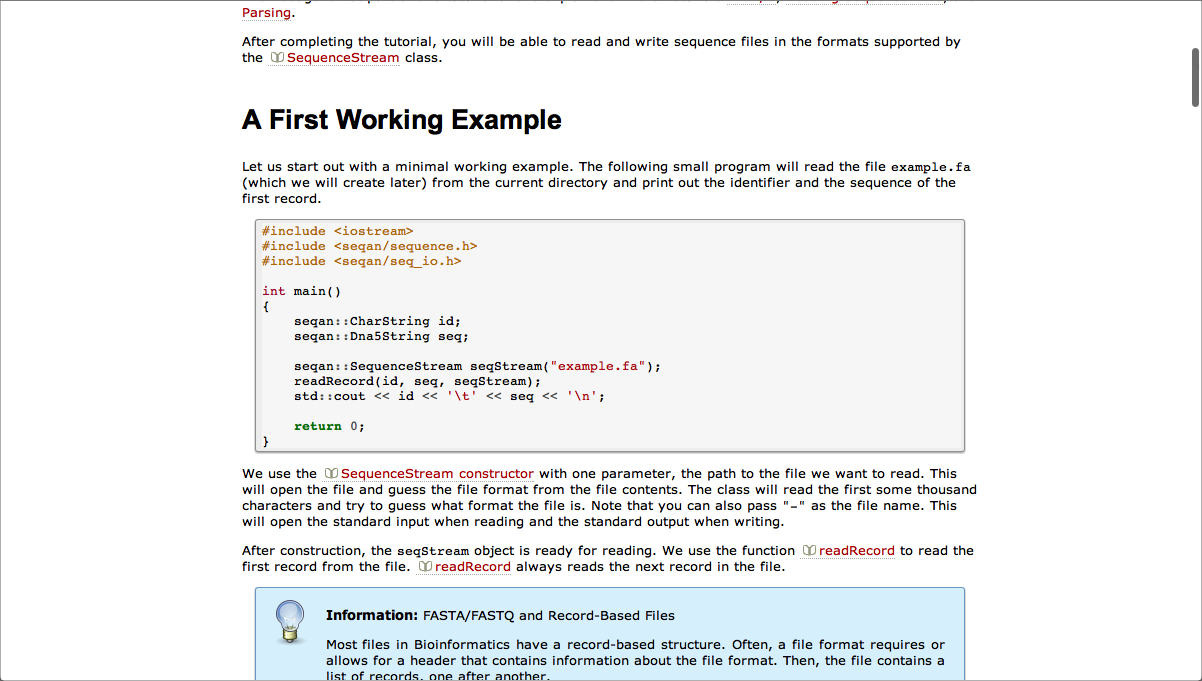 Parsing.
After completing the tutorial, you will be able to read and write sequence files in the formats supported by
the SequenceStream class.
A First Working Example
Let us start out with a minimal working example. The following small program will read the file example.fa
(which we will create later) from the current directory and print out the identifier and the sequence of the
first record.
#include <iostream>
#include <seqan/sequence.h>
#include <seqan/seq_io.h>
int main()
{
    seqan::CharString id;
    seqan::Dna5String seq;
    seqan::SequenceStream seqStream("example.fa");
    readRecord(id, seq, seqStream);
    std::cout << id << '\t' << seq << '\n';
    return 0;
}
We use the SequenceStream constructor with one parameter, the path to the file we want to read. This
will open the file and guess the file format from the file contents. The class will read the first some thousand
characters and try to guess what format the file is. Note that you can also pass "-" as the file name. This
will open the standard input when reading and the standard output when writing.
After construction, the seqStream object is ready for reading. We use the function readRecord to read the
first record from the file. readRecord always reads the next record in the file.
Information: FASTA/FASTQ and Record-Based Files
Most files in Bioinformatics have a record-based structure. Often, a file format requires or
allows for a header that contains information about the file format. Then, the file contains a
list of records, one after another.